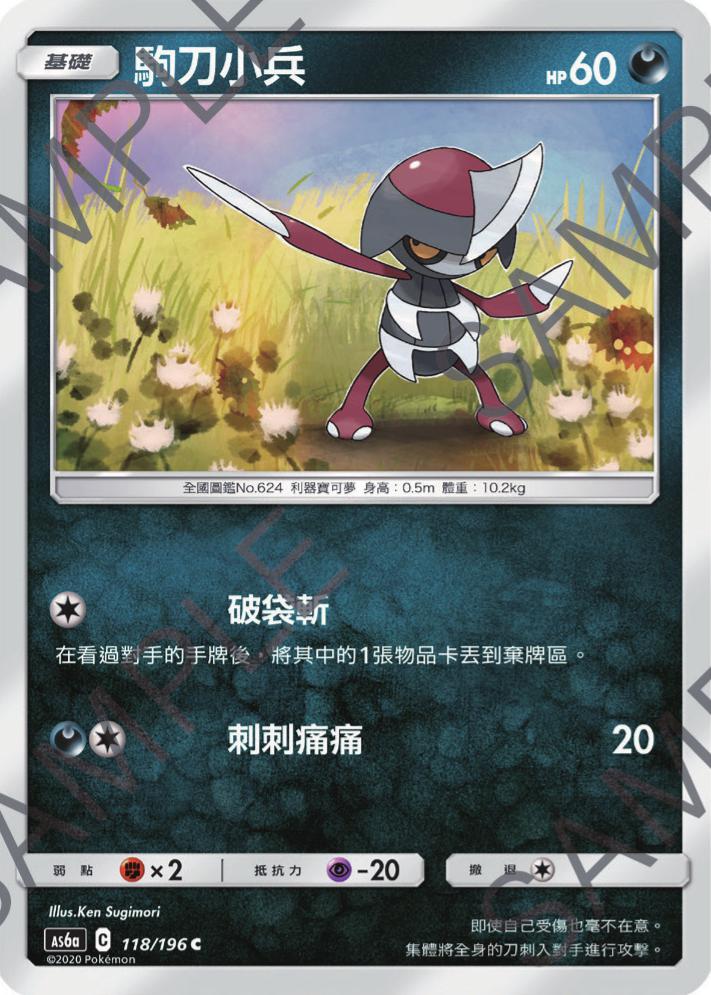 基礎 駒刀小兵 HP60
全國圖鑑No.624 利器寶可夢 身高：0.5m 體重：10.2kg
破袋斬
在看過對手的手牌後，將其中的1張物品卡丟到棄牌區。
刺刺痛痛 20
弱點 ×2 抵抗力 -20 撤退
Illus.Ken Sugimori
即使自己受傷也毫不在意。
AS6a C 118/196 C
集體將全身的刀刺入對手進行攻擊。
©2020 Pokémon
SAMPLE
SAMPLE
SAMPLE
SAMPLE
SAMPLE